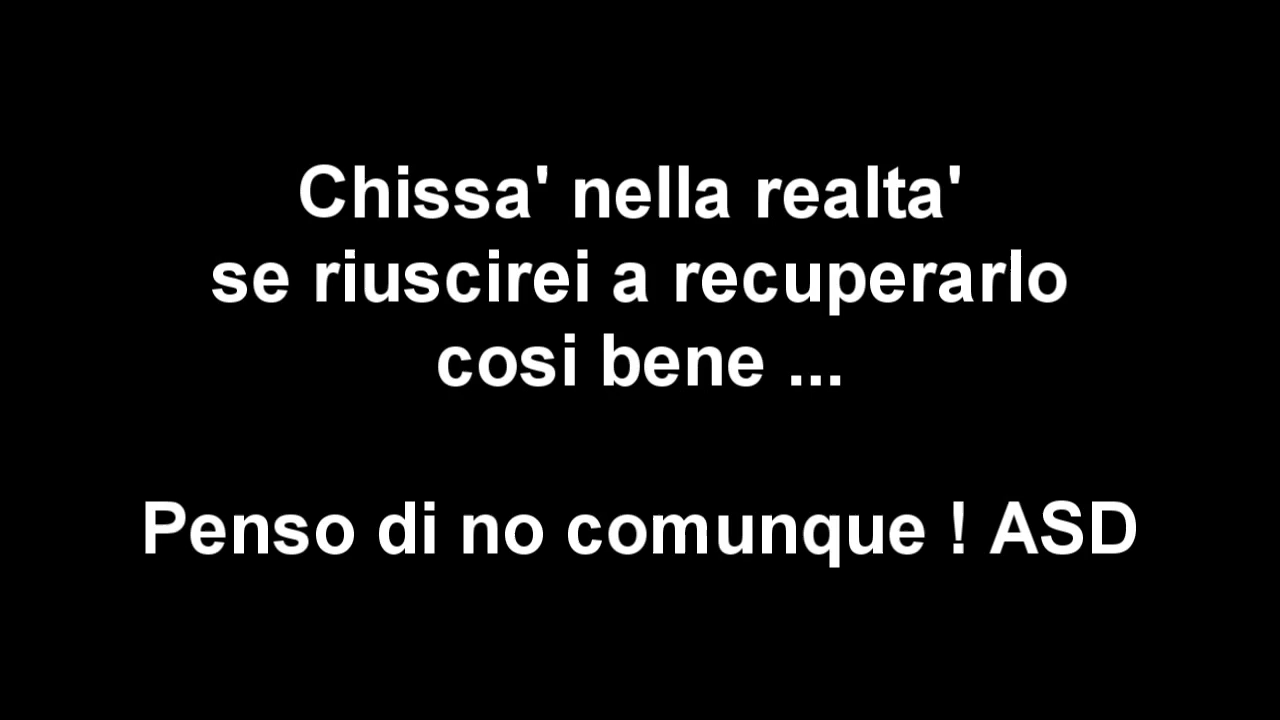 Chissa' nella realta'
se riuscirei a recuperarlo
cosi bene ...
Penso di no comunque ! ASD